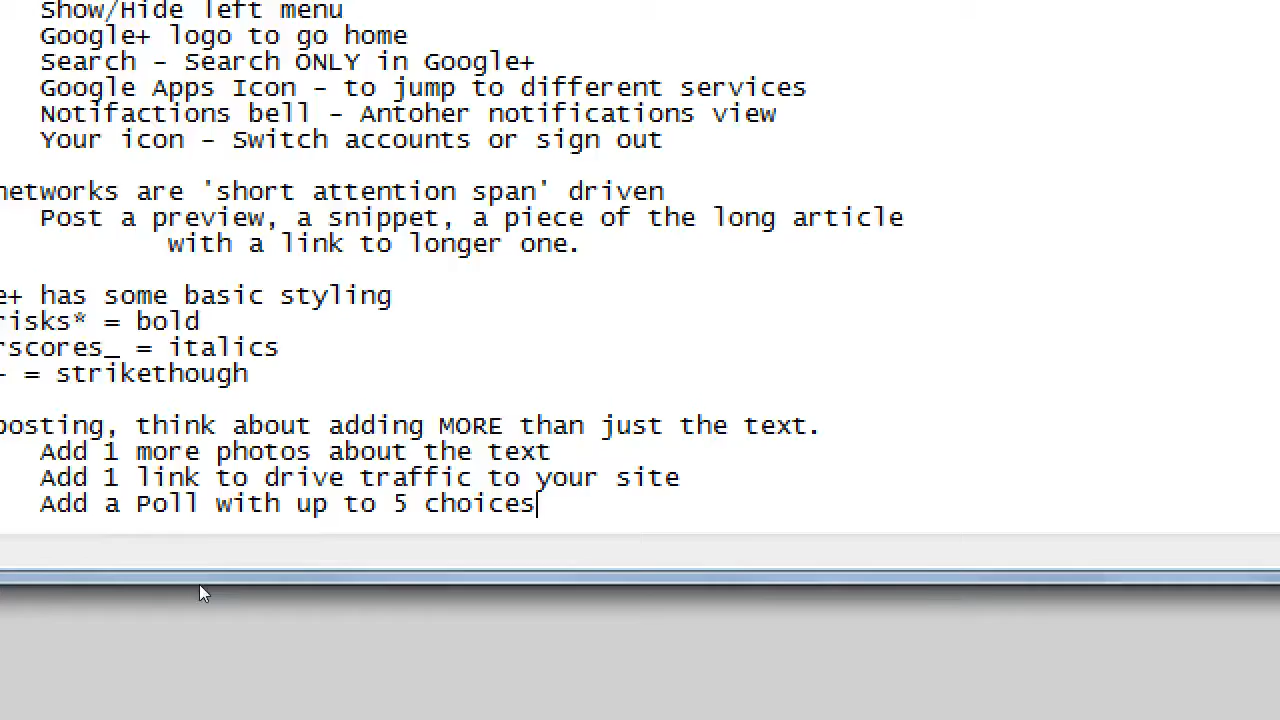 Show/Hide left menu
Google+ logo to go home
Search - Search ONLY in Google+
Google Apps Icon - to jump to different services
Notifactions bell - Antoher notifications view
Your icon - Switch accounts or sign out
networks are 'short attention span' driven
Post a preview, a snippet, a piece of the long article
with a link to longer one.
e+ has some basic styling
risks* = bold
rscores_ = italics
- = strikethough
posting, think about adding MORE than just the text.
Add 1 more photos about the text
Add 1 link to drive traffic to your site
Add a Poll with up to 5 choices